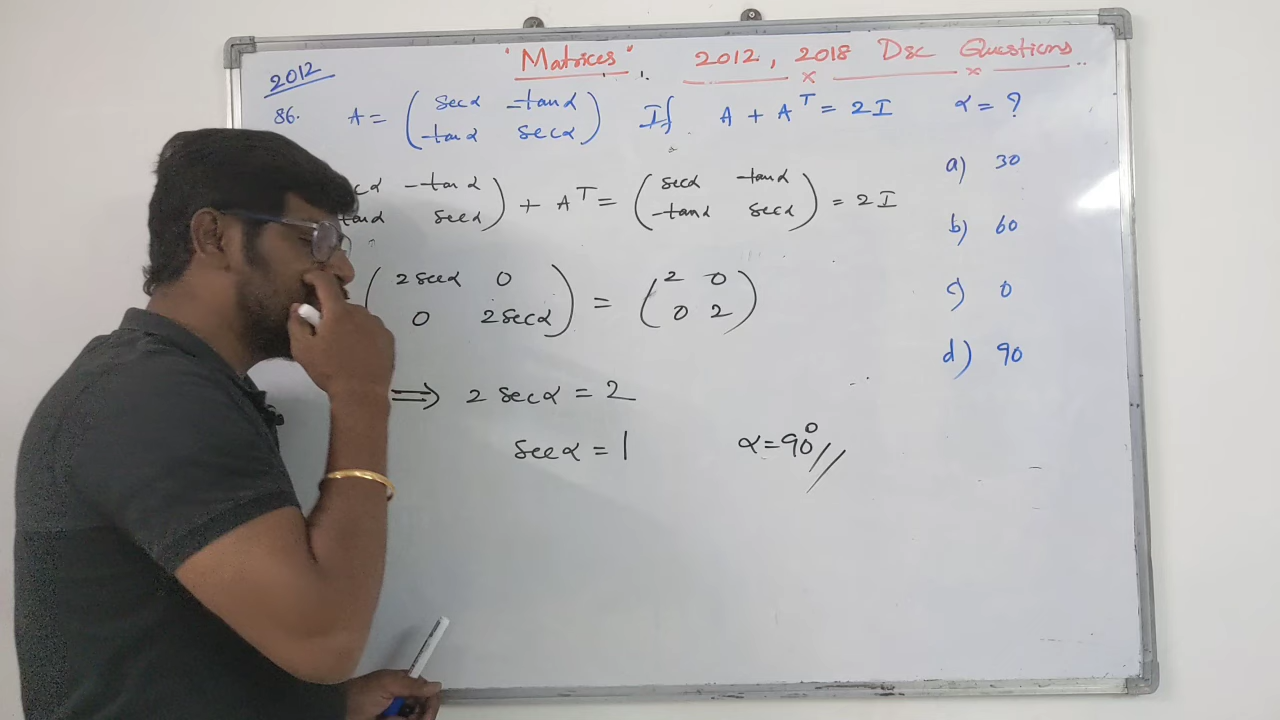 "Matrices". 2012, 2018 Dsc Questions
2012
86. A = ( secα -tanα If A + Aᵀ = 2I α = ?
tanα secα )
a) 30
-tanα + Aᵀ = ( secα -tanα = 2I
tanα secα ) -tanα secα )
b) 60
( 2secα 0 = ( 2 0
0 2secα ) 0 2 )
c) 0
d) 90
⟹ 2 secα = 2
secα = 1 α = 90°//